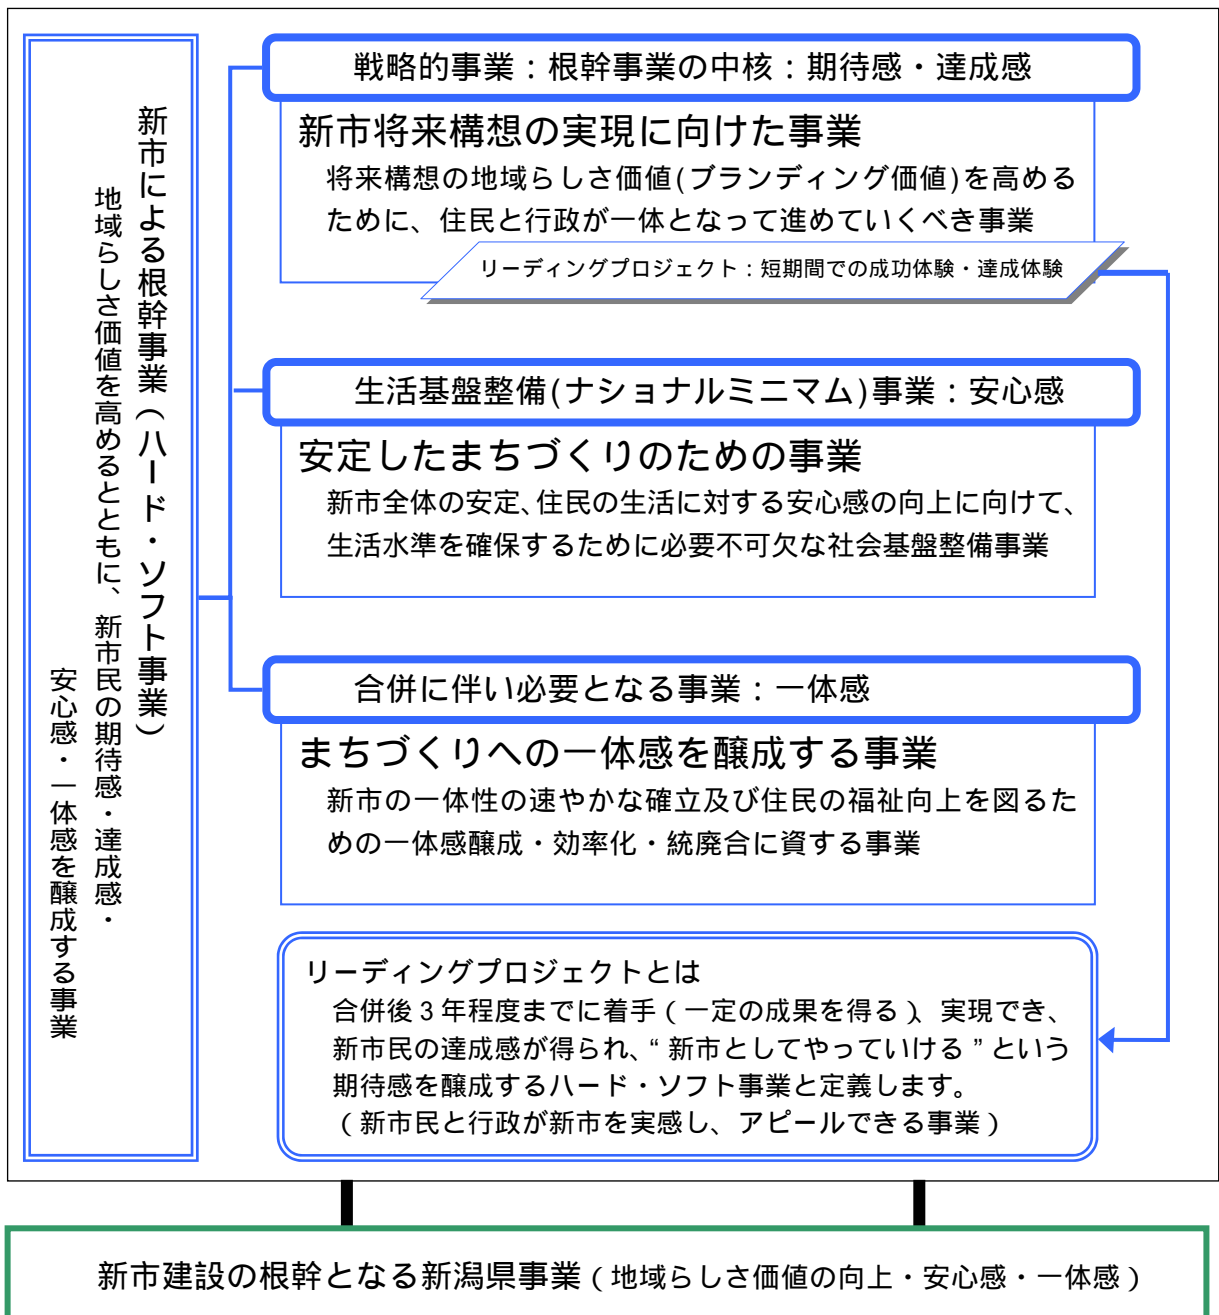 新市による根幹事業（ハード・ソフト事業）
地域らしさ価値を高めるとともに、新市民の期待感・達成感・
安心感・一体感を醸成する事業
戦略的事業：根幹事業の中核：期待感・達成感
新市将来構想の実現に向けた事業
将来構想の地域らしさ価値(ブランディング価値)を高める
ために、住民と行政が一体となって進めていくべき事業
リーディングプロジェクト：短期間での成功体験・達成体験
生活基盤整備(ナショナルミニマム)事業：安心感
安定したまちづくりのための事業
新市全体の安定、住民の生活に対する安心感の向上に向けて、
生活水準を確保するために必要不可欠な社会基盤整備事業
合併に伴い必要となる事業：一体感
まちづくりへの一体感を醸成する事業
新市の一体性の速やかな確立及び住民の福祉向上を図るた
めの一体感醸成・効率化・統廃合に資する事業
リーディングプロジェクトとは
合併後3年程度までに着手（一定の成果を得る）、実現でき、
新市民の達成感が得られ、“新市としてやっていける”という
期待感を醸成するハード・ソフト事業と定義します。
（新市民と行政が新市を実感し、アピールできる事業）
新市建設の根幹となる新潟県事業（地域らしさ価値の向上・安心感・一体感）